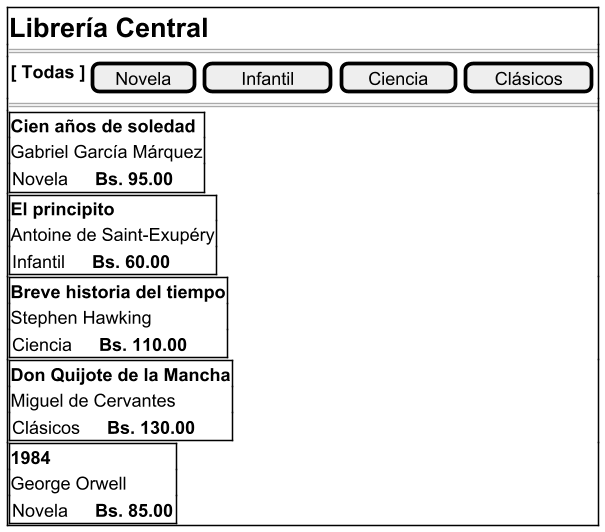 Librería Central
[ Todas ] Novela Infantil Ciencia Clásicos
Cien años de soledad
Gabriel García Márquez
Novela Bs. 95.00
El principito
Antoine de Saint-Exupéry
Infantil Bs. 60.00
Breve historia del tiempo
Stephen Hawking
Ciencia Bs. 110.00
Don Quijote de la Mancha
Miguel de Cervantes
Clásicos Bs. 130.00
1984
George Orwell
Novela Bs. 85.00